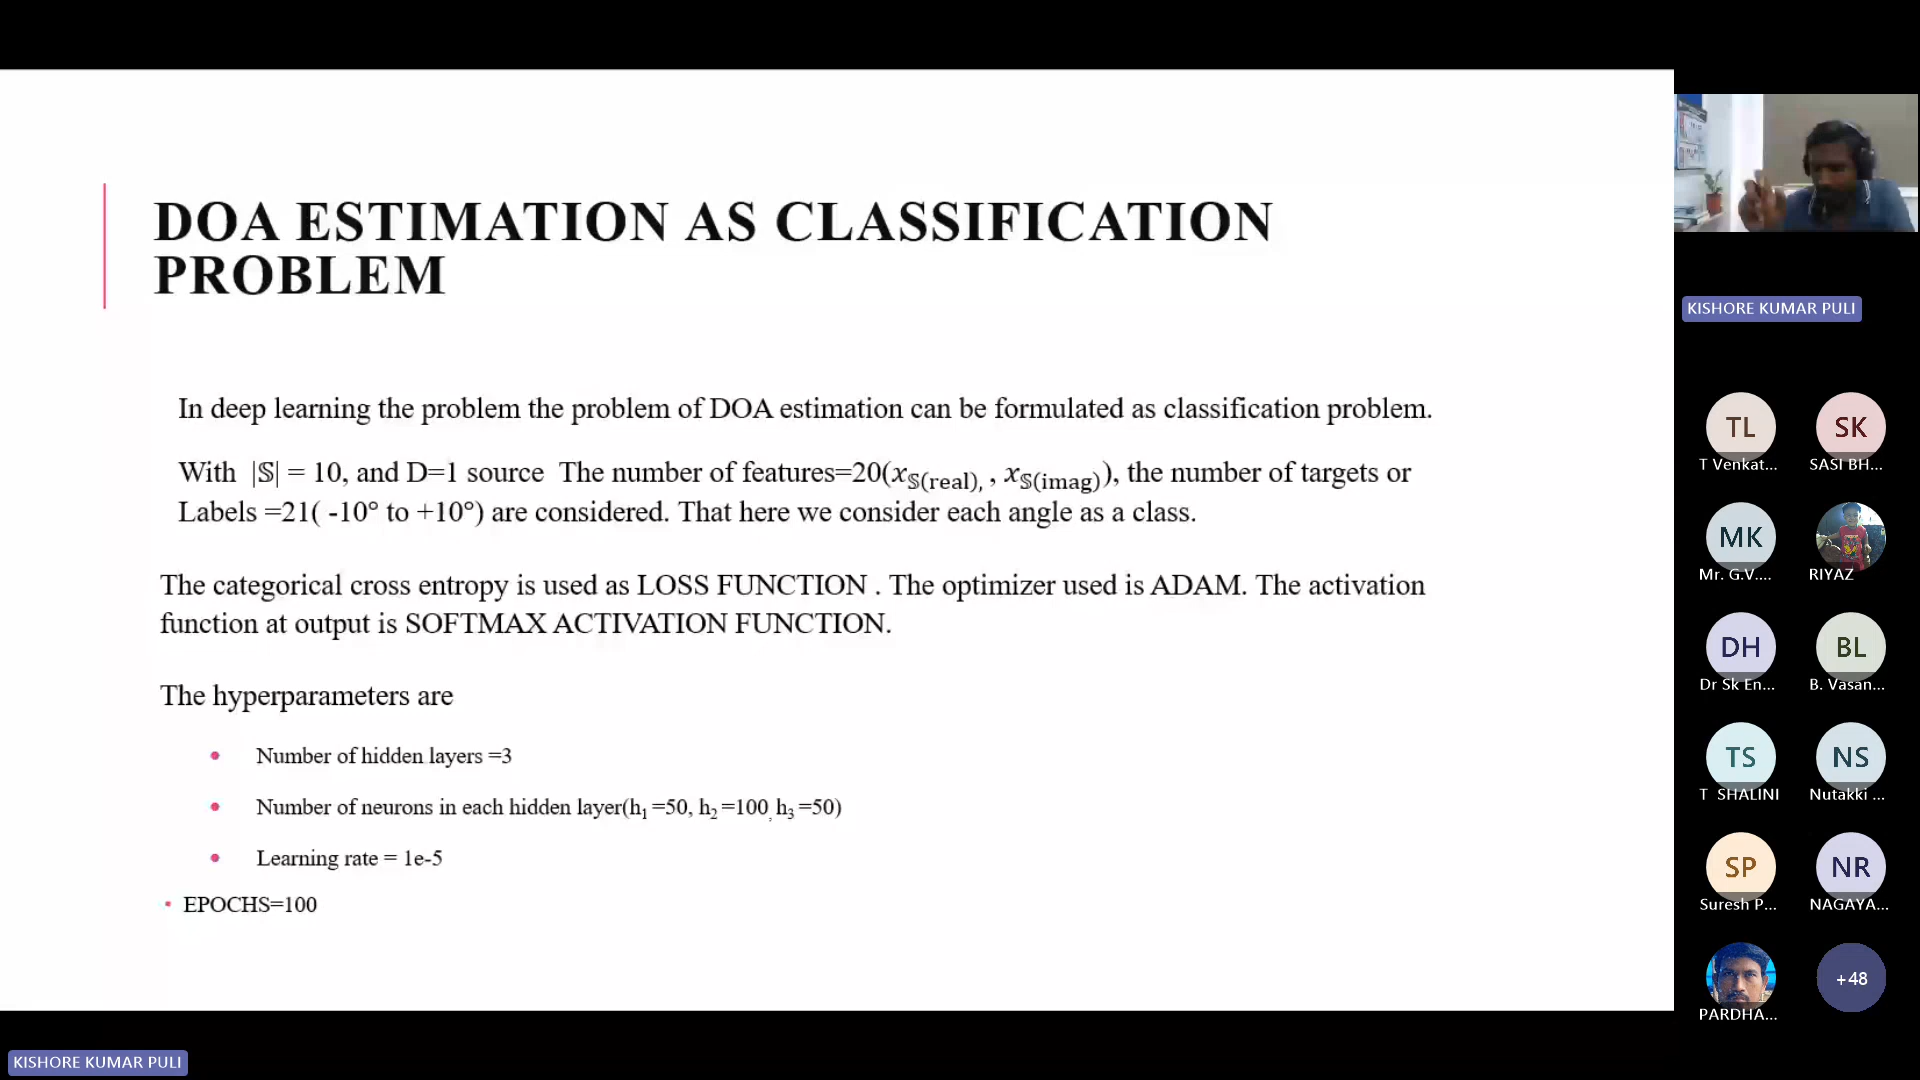 DOA ESTIMATION AS CLASSIFICATION
PROBLEM
In deep learning the problem the problem of DOA estimation can be formulated as classification problem.
With |𝕊| = 10, and D=1 source The number of features=20(x𝕊(real), , x𝕊(imag)), the number of targets or
Labels =21( -10° to +10°) are considered. That here we consider each angle as a class.
The categorical cross entropy is used as LOSS FUNCTION . The optimizer used is ADAM. The activation
function at output is SOFTMAX ACTIVATION FUNCTION.
The hyperparameters are
• Number of hidden layers =3
• Number of neurons in each hidden layer(h1 =50, h2 =100, h3 =50)
• Learning rate = 1e-5
• EPOCHS=100
KISHORE KUMAR PULI
KISHORE KUMAR PULI
TL
SK
T Venkat...
SASI BH...
MK
Mr. G.V....
RIYAZ
DH
BL
Dr Sk En...
B. Vasan...
TS
NS
T SHALINI
Nutakki ...
SP
NR
Suresh P...
NAGAYA...
+48
PARDHA...